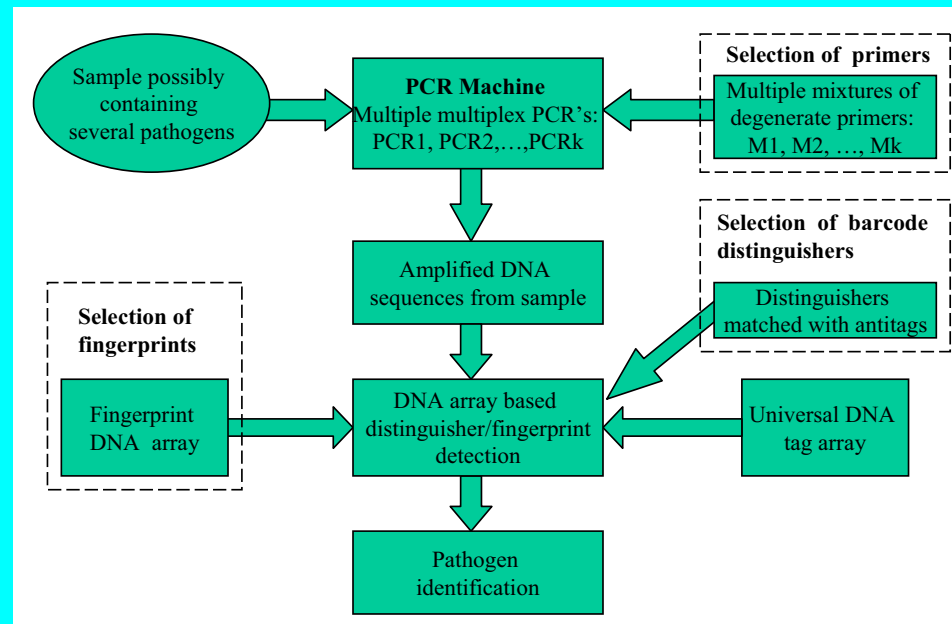 Sample possibly
containing
several pathogens
PCR Machine
Multiple multiplex PCR’s:
PCR1, PCR2,…,PCRk
Selection of primers
Multiple mixtures of
degenerate primers:
M1, M2, …, Mk
Selection of barcode
distinguishers
Distinguishers
matched with antitags
Amplified DNA
sequences from sample
Selection of
fingerprints
Fingerprint
DNA array
DNA array based
distinguisher/fingerprint
detection
Universal DNA
tag array
Pathogen
identification